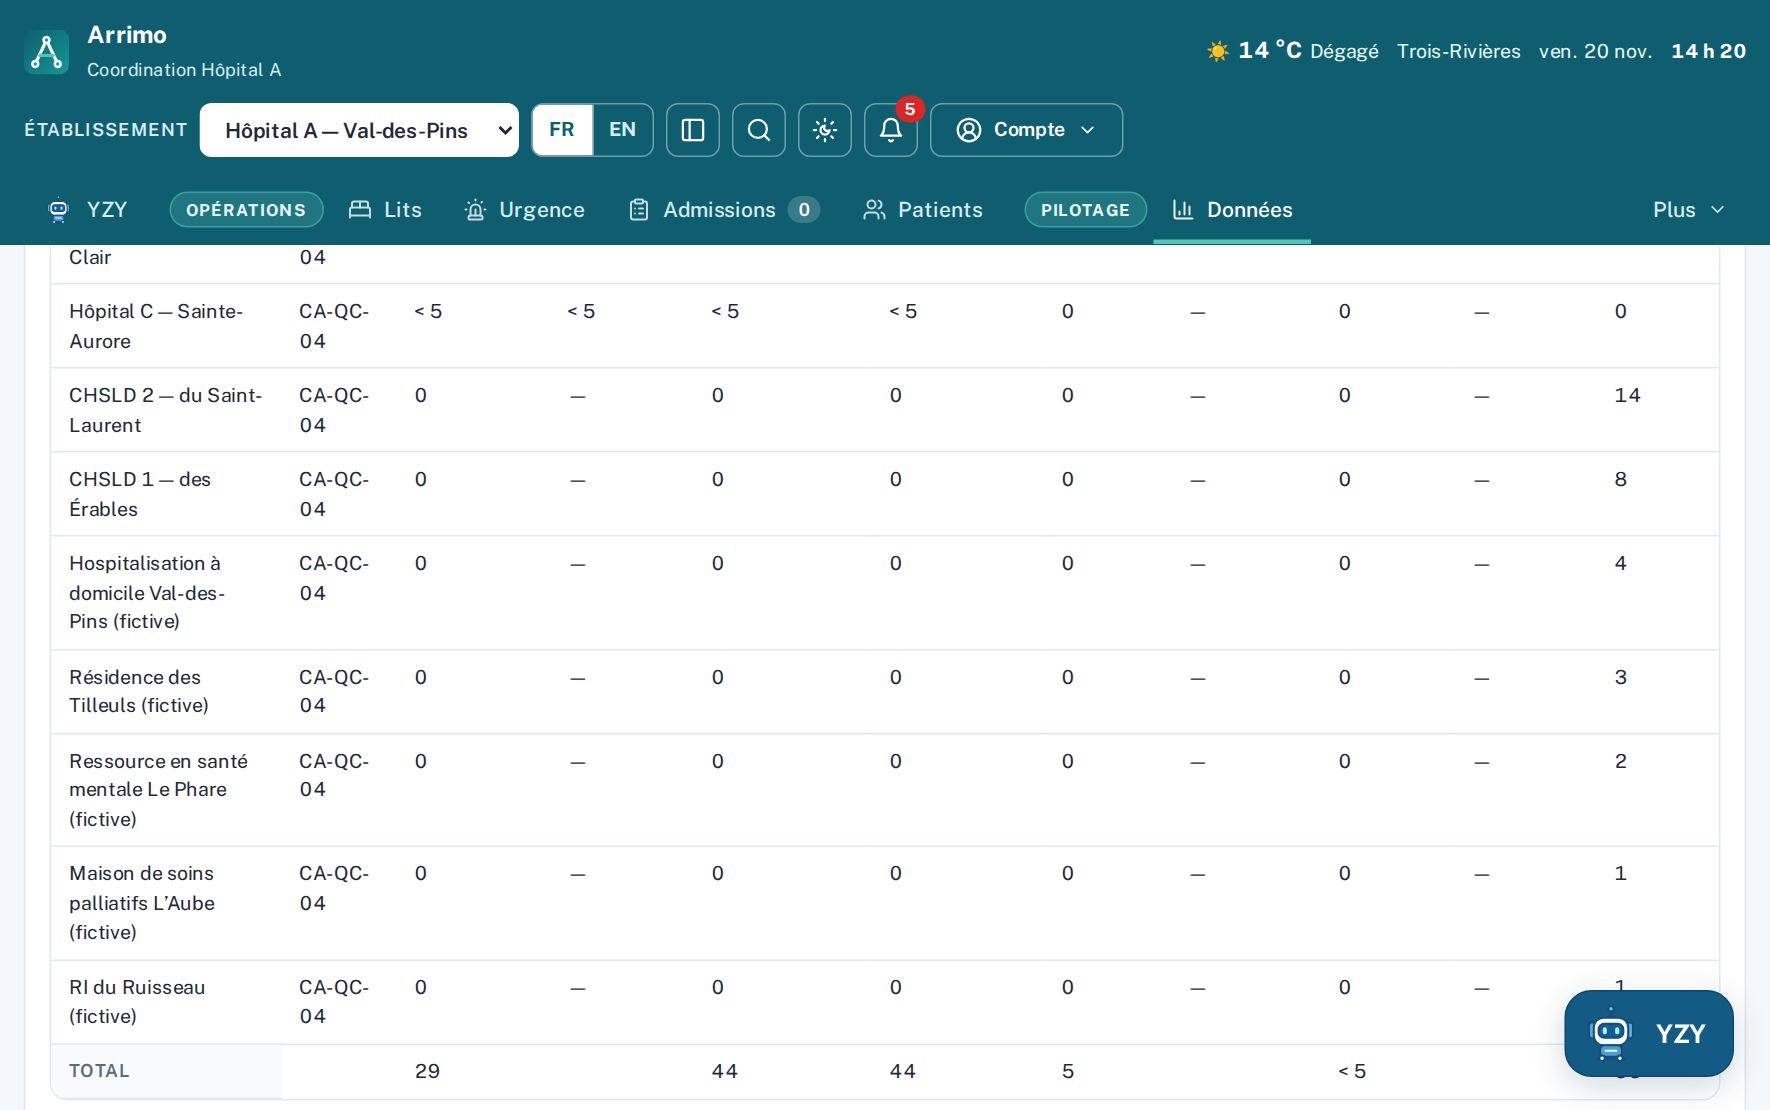 Arrimo
Coordination Hôpital A
14 °C Dégagé Trois-Rivières ven. 20 nov. 14 h 20
ÉTABLISSEMENT Hôpital A — Val-des-Pins FR EN 5 Compte
YZY OPÉRATIONS Lits Urgence Admissions 0 Patients PILOTAGE Données Plus
Clair 04
Hôpital C — Sainte- CA-QC- < 5 < 5 < 5 < 5 0 — 0 — 0
Aurore 04
CHSLD 2 — du Saint- CA-QC- 0 — 0 0 0 — 0 — 14
Laurent 04
CHSLD 1 — des CA-QC- 0 — 0 0 0 — 0 — 8
Érables 04
Hospitalisation à CA-QC- 0 — 0 0 0 — 0 — 4
domicile Val-des- 04
Pins (fictive)
Résidence des CA-QC- 0 — 0 0 0 — 0 — 3
Tilleuls (fictive) 04
Ressource en santé CA-QC- 0 — 0 0 0 — 0 — 2
mentale Le Phare 04
(fictive)
Maison de soins CA-QC- 0 — 0 0 0 — 0 — 1
palliatifs L’Aube 04
(fictive)
RI du Ruisseau CA-QC- 0 — 0 0 0 — 0 — 1
(fictive) 04
YZY
TOTAL 29 44 44 5 < 5